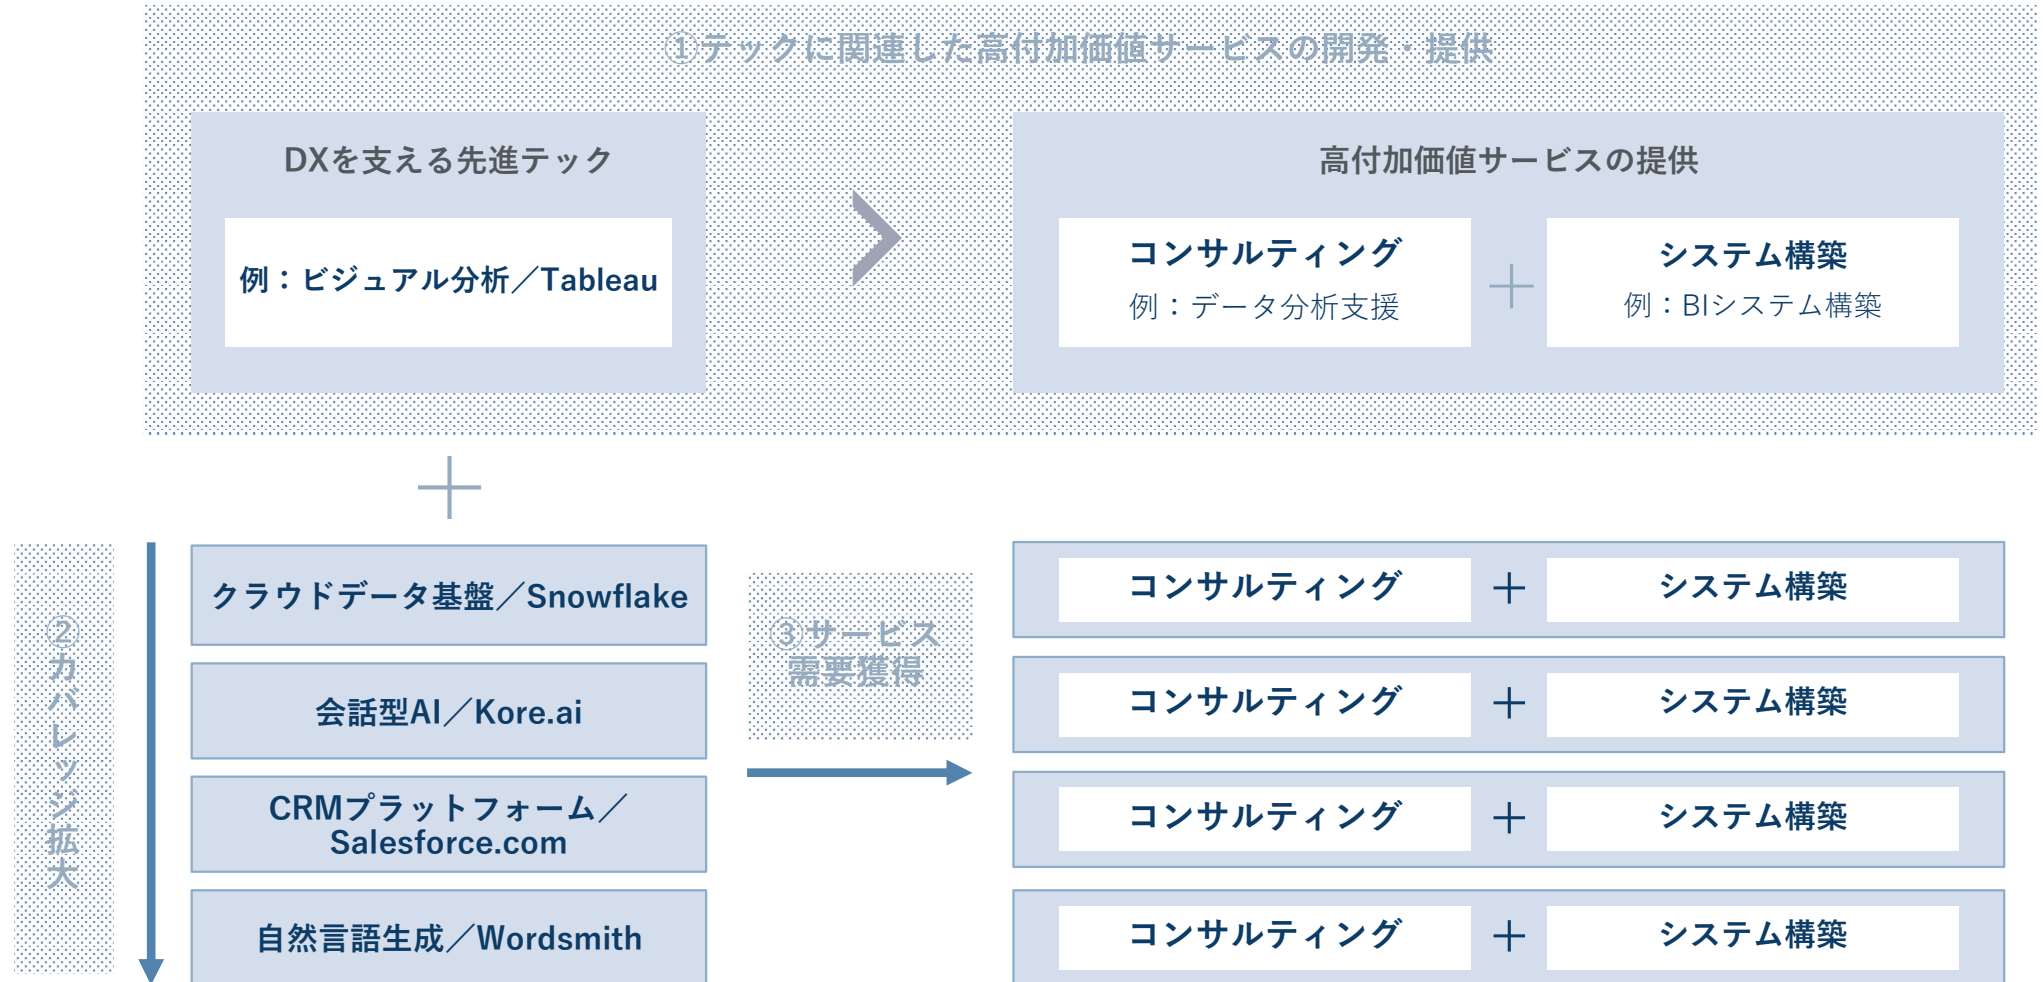 ①テックに関連した高付加価値サービスの開発・提供
DXを支える先進テック
例：ビジュアル分析／Tableau
高付加価値サービスの提供
コンサルティング
例：データ分析支援
システム構築
例：BIシステム構築
②カバレッジ拡大
クラウドデータ基盤／Snowflake
会話型AI／Kore.ai
CRMプラットフォーム／
Salesforce.com
自然言語生成／Wordsmith
③サービス
需要獲得
コンサルティング
システム構築
コンサルティング
システム構築
コンサルティング
システム構築
コンサルティング
システム構築